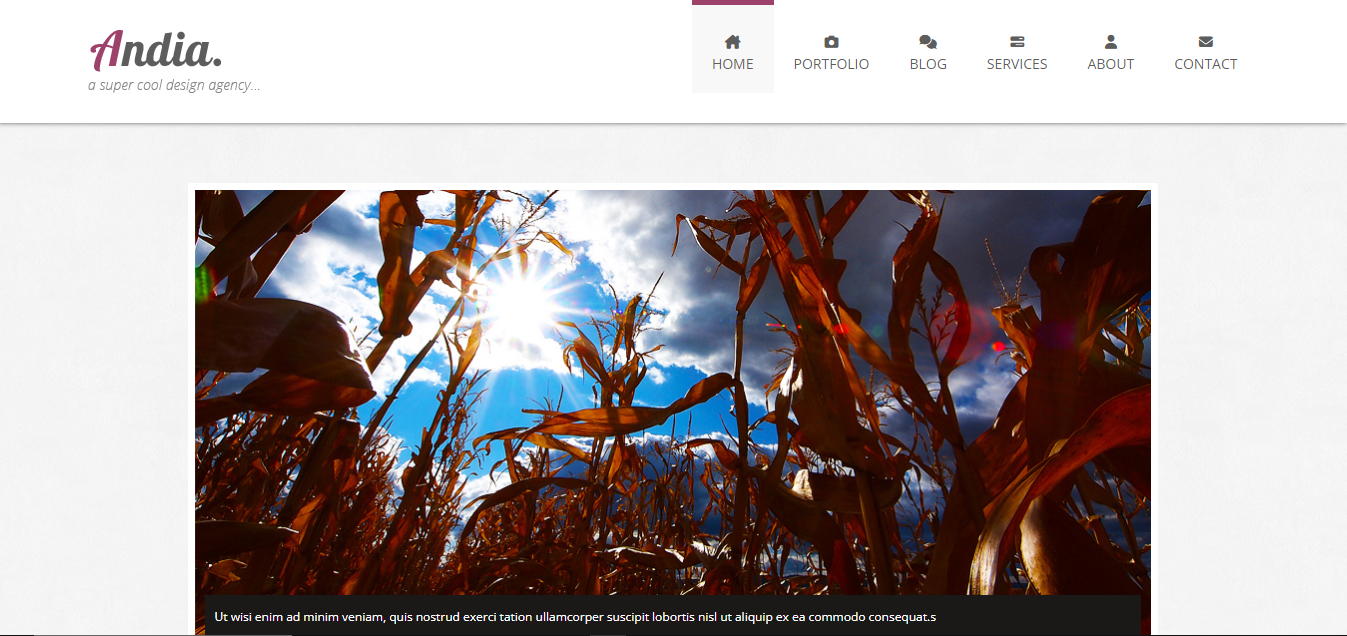 Andia.
a super cool design agency...
HOME PORTFOLIO BLOG SERVICES ABOUT CONTACT
Ut wisi enim ad minim veniam, quis nostrud exerci tation ullamcorper suscipit lobortis nisl ut aliquip ex ea commodo consequat.s